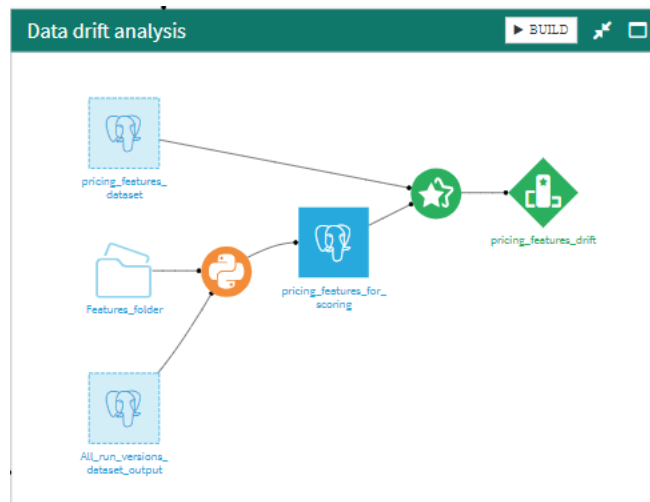 Data drift analysis
BUILD
pricing_features_
dataset
pricing_features_drift
Features_folder
pricing_features_for_
scoring
All_run_versions_
dataset_output